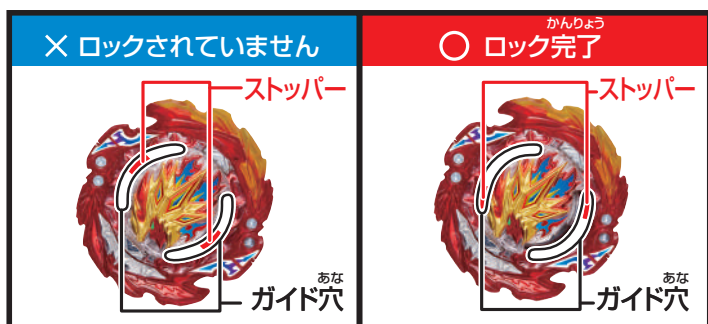 × ロックされていません
ストッパー
ガイド穴
あな
○ ロック完了
かんりょう
ストッパー
ガイド穴
あな